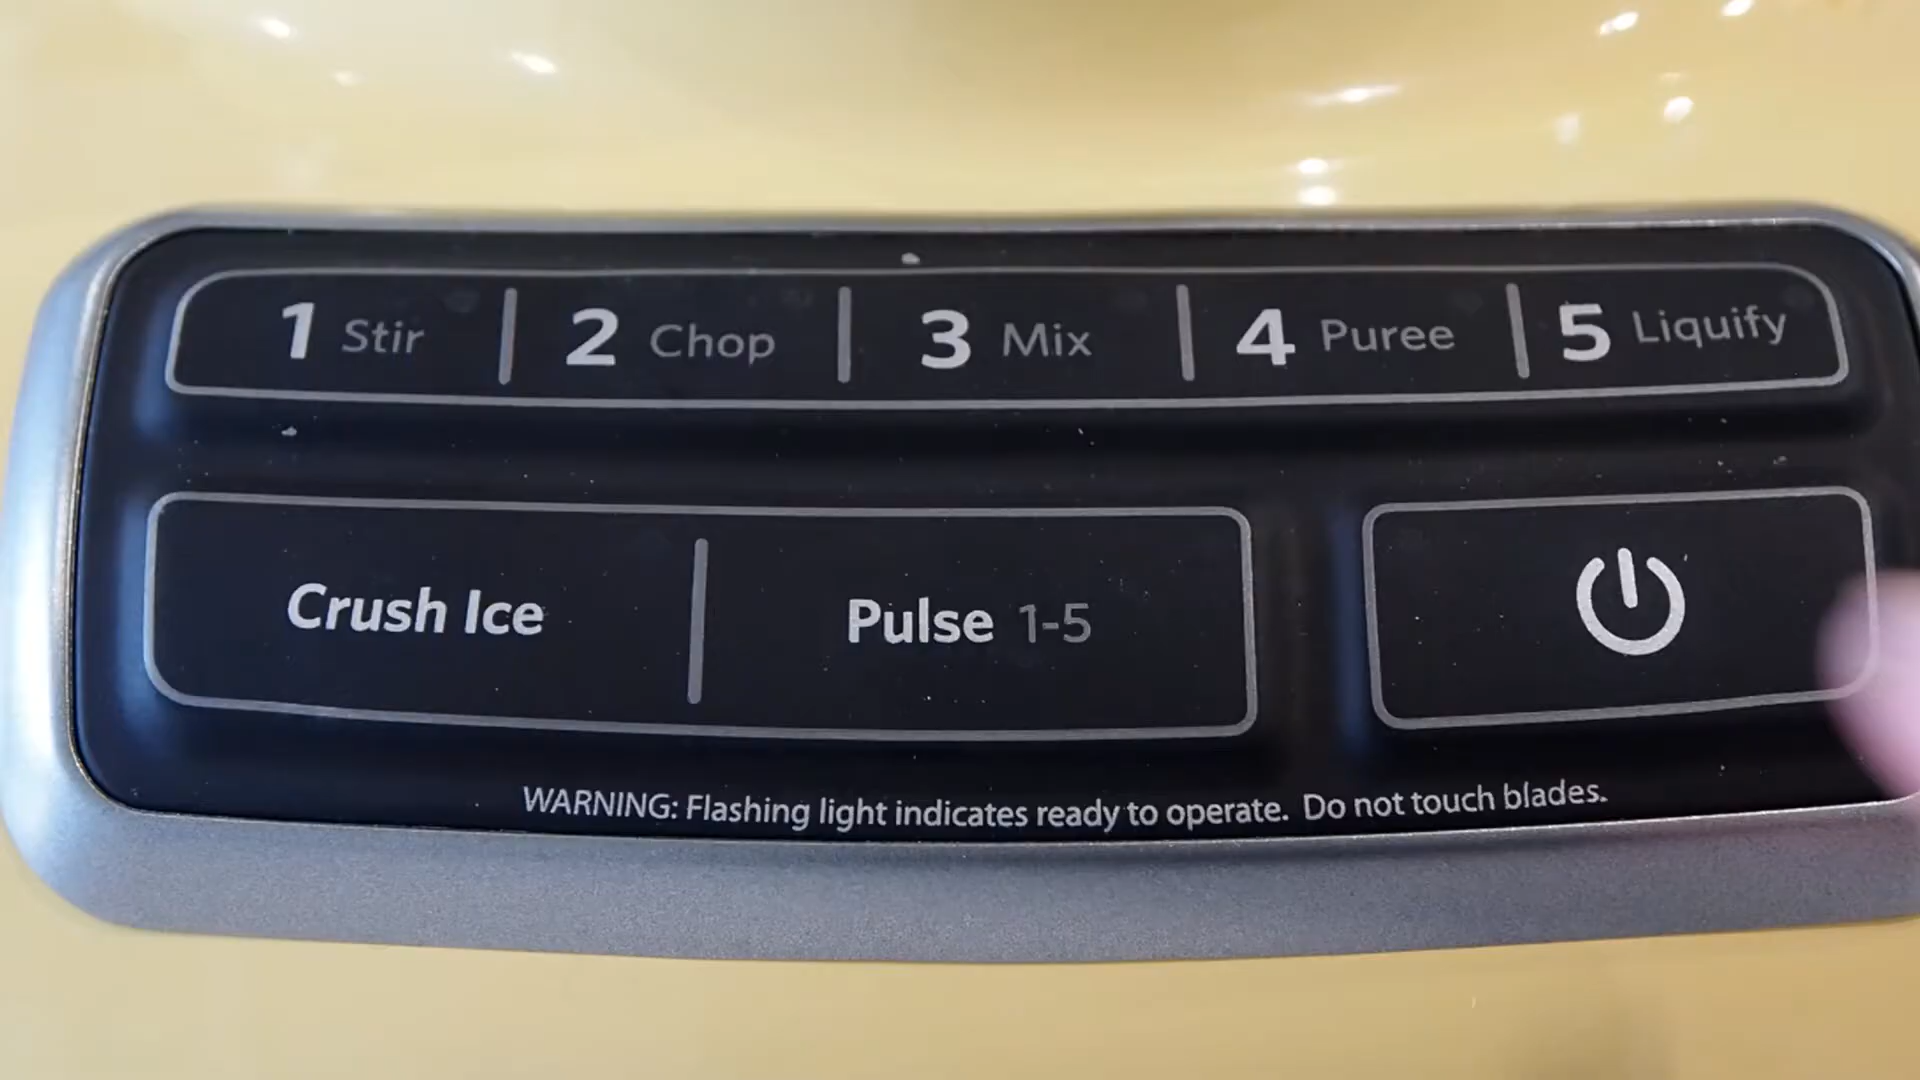 1 Stir 2 Chop 3 Mix 4 Puree 5 Liquify
Crush Ice Pulse 1-5
WARNING: Flashing light indicates ready to operate. Do not touch blades.